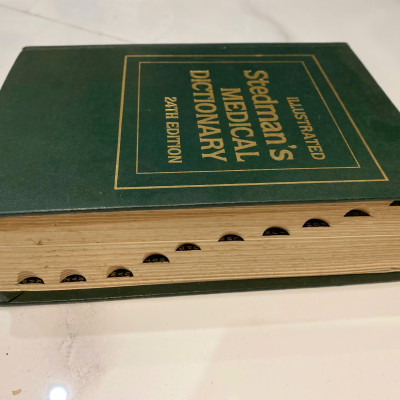 ILLUSTRATED
Stedman's
MEDICAL
DICTIONARY
24TH EDITION